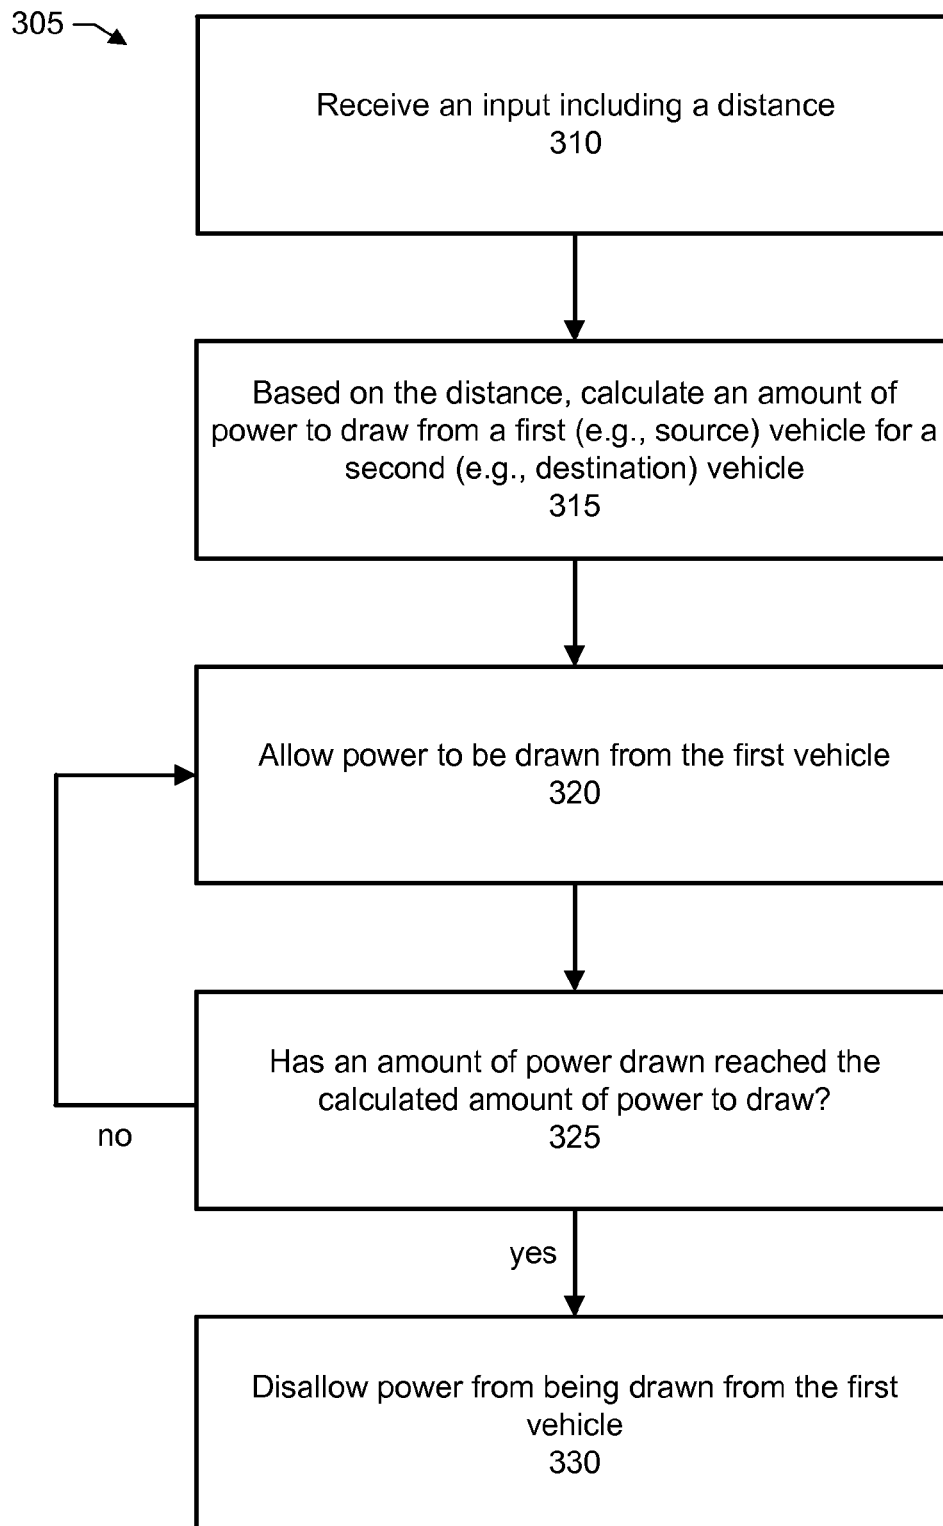 305
Receive an input including a distance
310
Based on the distance, calculate an amount of
power to draw from a first (e.g., source) vehicle for a
second (e.g., destination) vehicle
315
Allow power to be drawn from the first vehicle
320
Has an amount of power drawn reached the
calculated amount of power to draw?
325
no
yes
Disallow power from being drawn from the first
vehicle
330